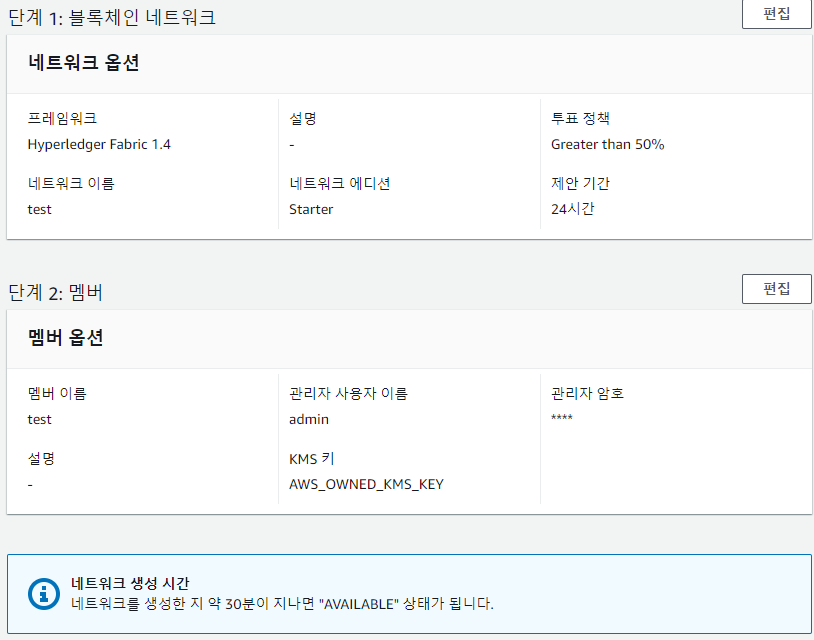 단계 1: 블록체인 네트워크
편집
네트워크 옵션
프레임워크
Hyperledger Fabric 1.4
네트워크 이름
test
설명
-
네트워크 에디션
Starter
투표 정책
Greater than 50%
제안 기간
24시간
단계 2: 멤버
편집
멤버 옵션
멤버 이름
test
설명
-
관리자 사용자 이름
admin
KMS 키
AWS_OWNED_KMS_KEY
관리자 암호
****
네트워크 생성 시간
네트워크를 생성한 지 약 30분이 지나면 "AVAILABLE" 상태가 됩니다.